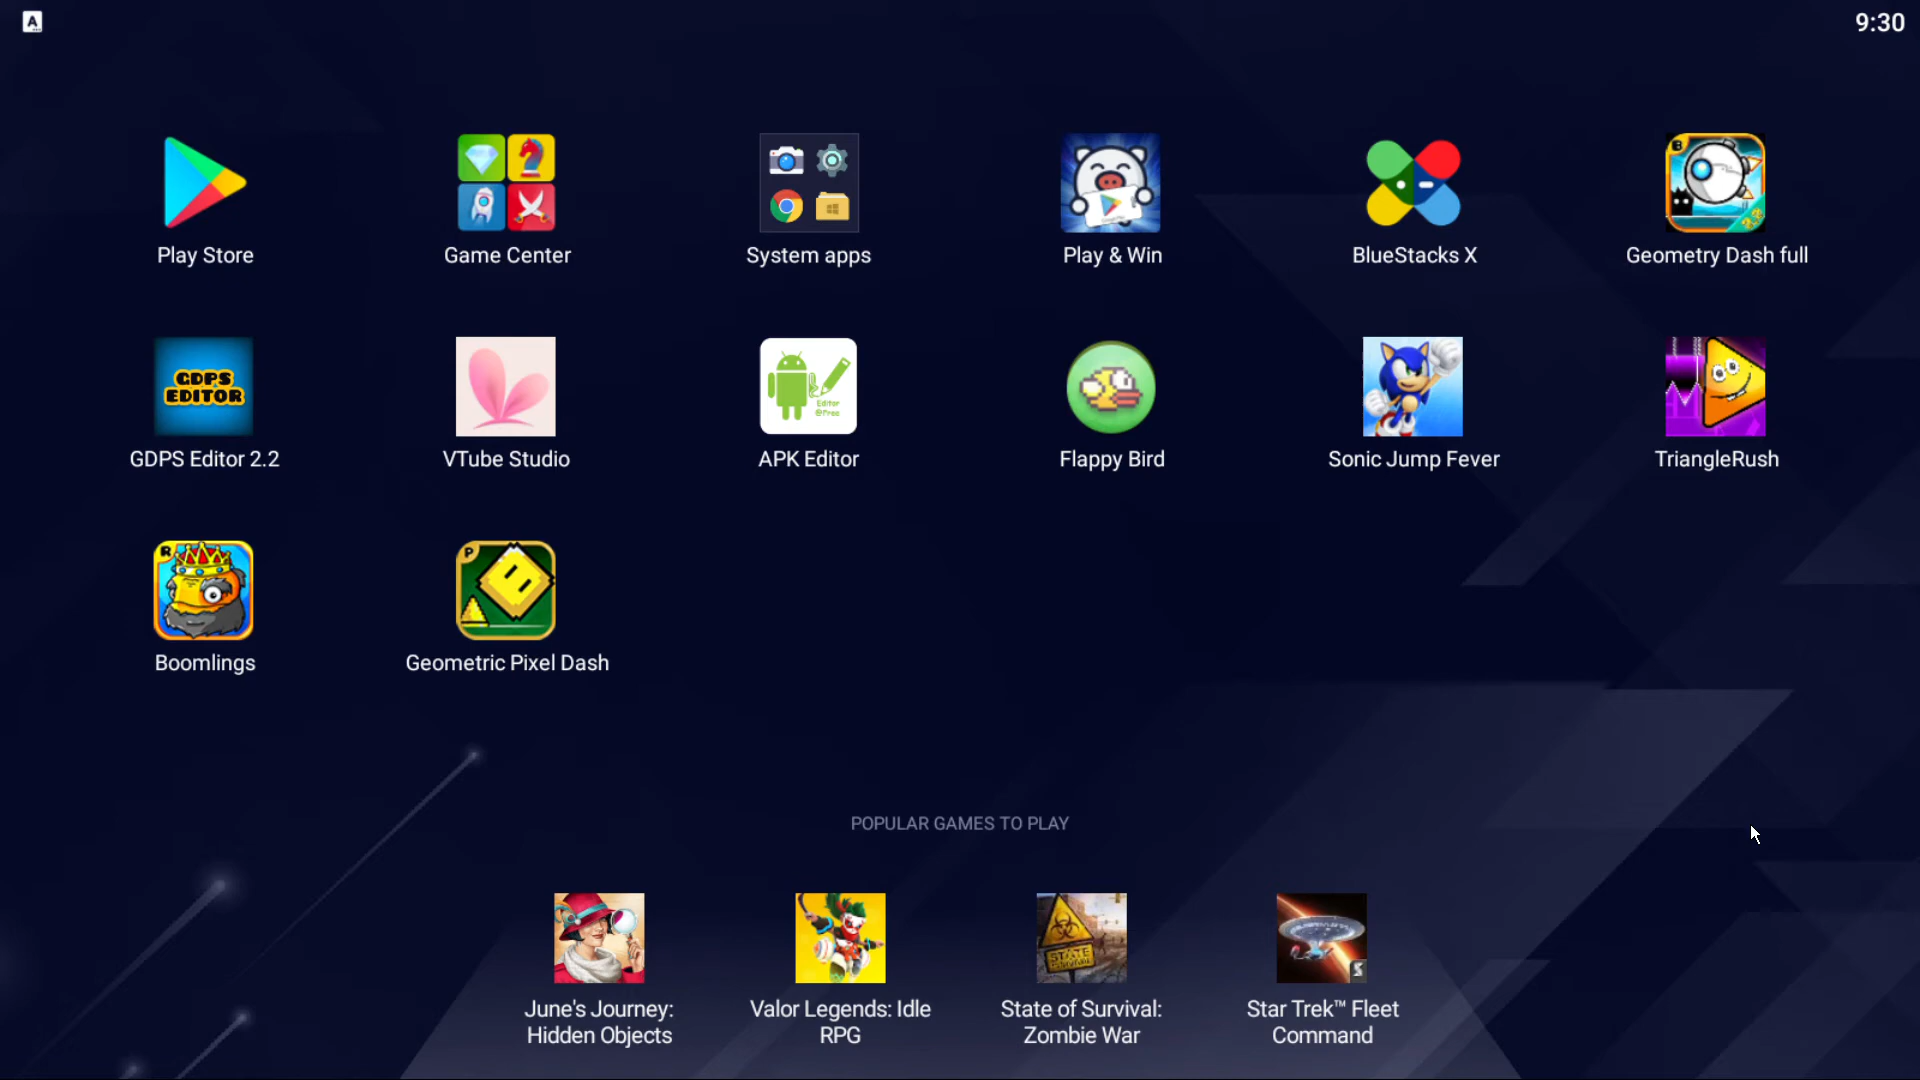 9:30
Play Store
Game Center
System apps
Play & Win
BlueStacks X
Geometry Dash full
GDPS
EDITOR
Editor
GDPS Editor 2.2
VTube Studio
APK Editor
Flappy Bird
Sonic Jump Fever
TriangleRush
Boomlings
Geometric Pixel Dash
POPULAR GAMES TO PLAY
STATE
June's Journey:
Hidden Objects
Valor Legends: Idle
RPG
State of Survival:
Zombie War
Star Trek™ Fleet
Command